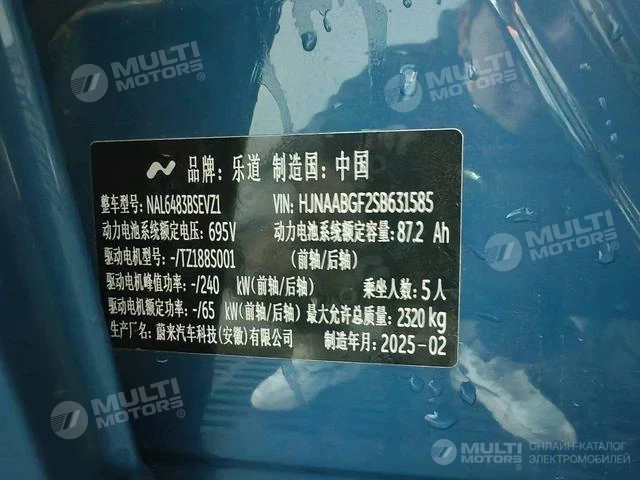 MULTI
MOTORS®
MULTI
MOTORS®
品牌: 乐道 制造国: 中国
整车型号: NAL6483BSEVZ1 VIN: HJNAABGF2SB631585
动力电池系统额定电压: 695V 动力电池系统额定容量: 87.2 Ah
驱动电机型号: -/TZ188S001 (前轴/后轴)
驱动电机峰值功率: -/240 kW(前轴/后轴) 乘坐人数: 5人
驱动电机额定功率: -/65 kW(前轴/后轴) 最大允许总质量: 2320 kg
生产厂名: 蔚来汽车科技(安徽)有限公司 制造年月: 2025-02
MULTI
MOTORS®
MULTI
MOTORS®
MULTI
MOTORS®
ОНЛАЙН-КАТАЛОГ
ЭЛЕКТРОМОБИЛЕЙ